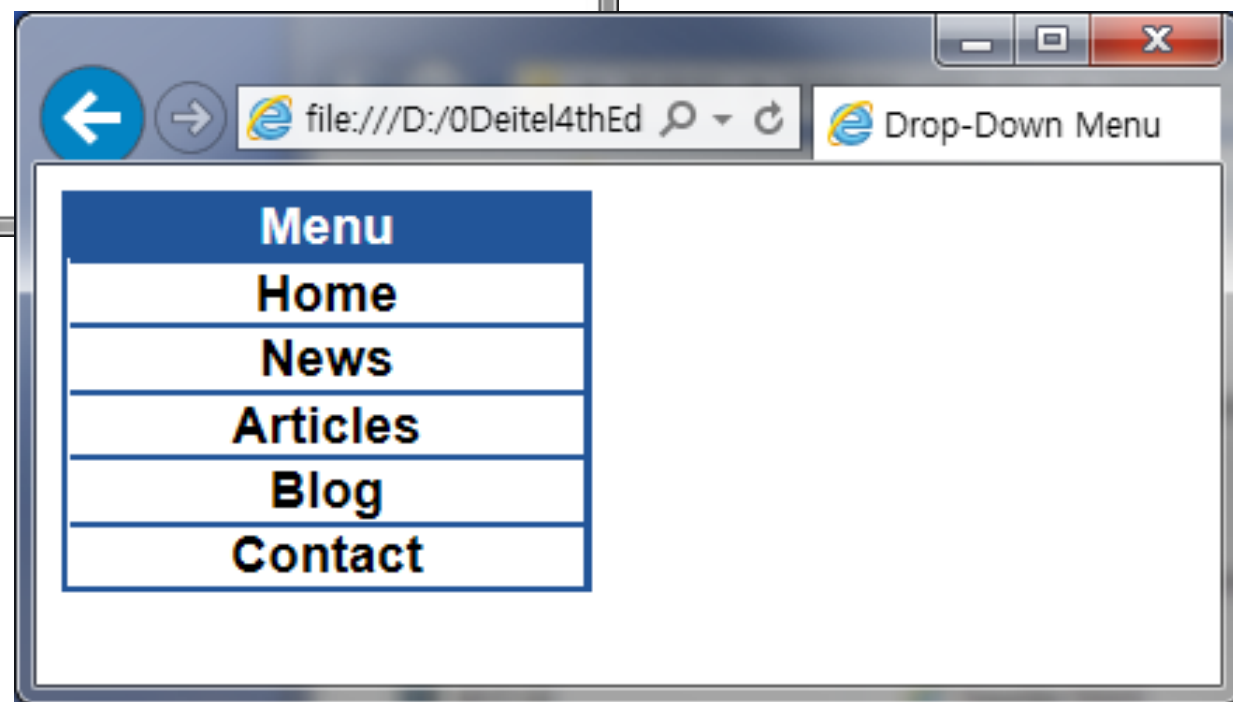 file:///D:/0Deitel4thEd
Drop-Down Menu
Menu
Home
News
Articles
Blog
Contact